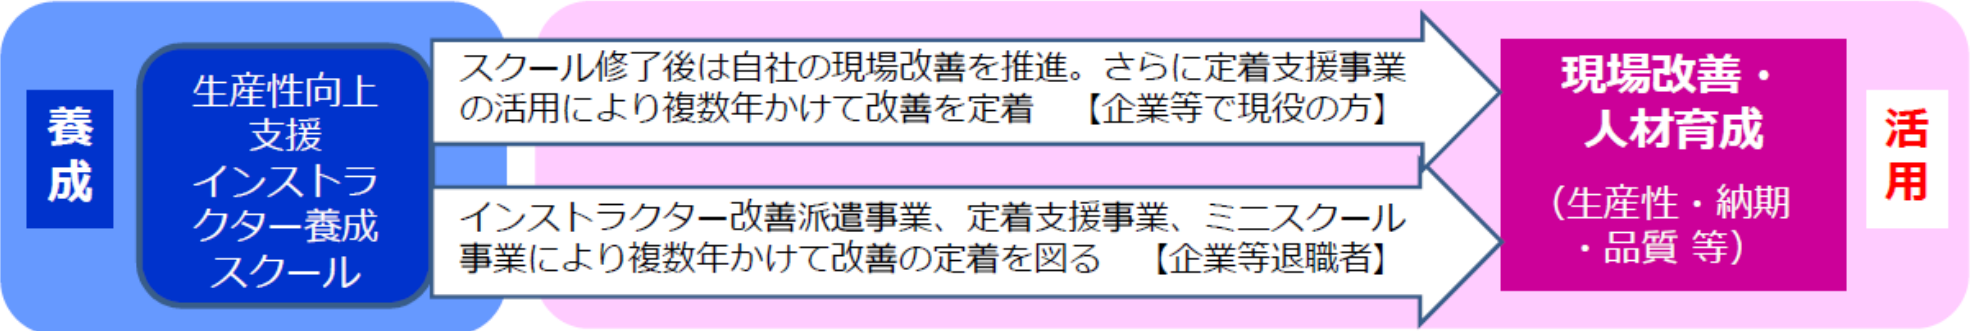 養
成
生産性向上
支援
インストラ
クター養成
スクール
スクール修了後は自社の現場改善を推進。さらに定着支援事業
の活用により複数年かけて改善を定着　【企業等で現役の方】
インストラクター改善派遣事業、定着支援事業、ミニスクール
事業により複数年かけて改善の定着を図る　【企業等退職者】
現場改善・
人材育成
（生産性・納期
・品質 等）
活
用